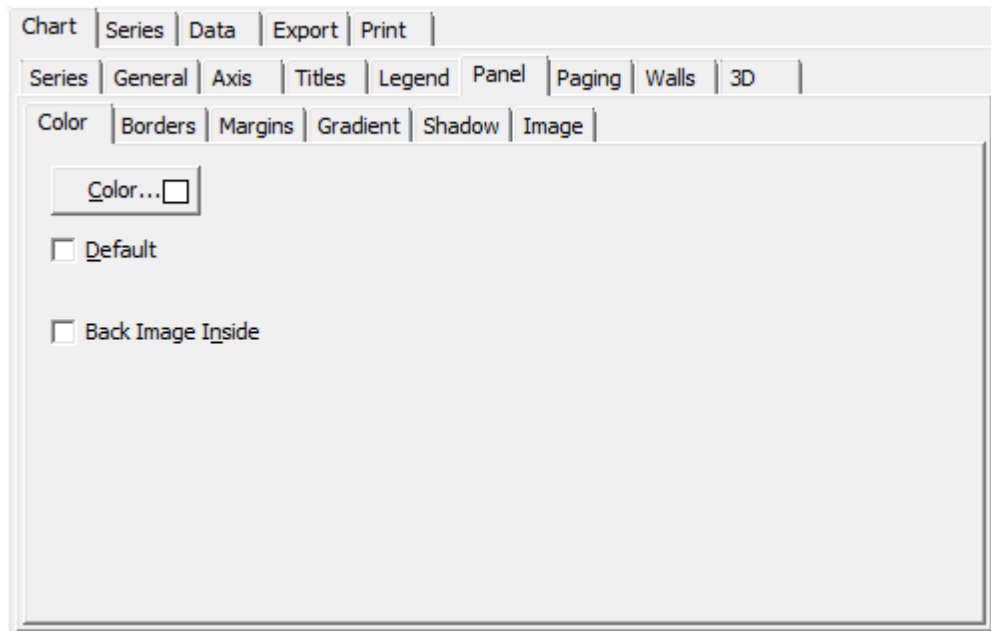 Chart Series Data Export Print
Series General Axis Titles Legend Panel Paging Walls 3D
Color Borders Margins Gradient Shadow Image
Color...
Default
Back Image Inside